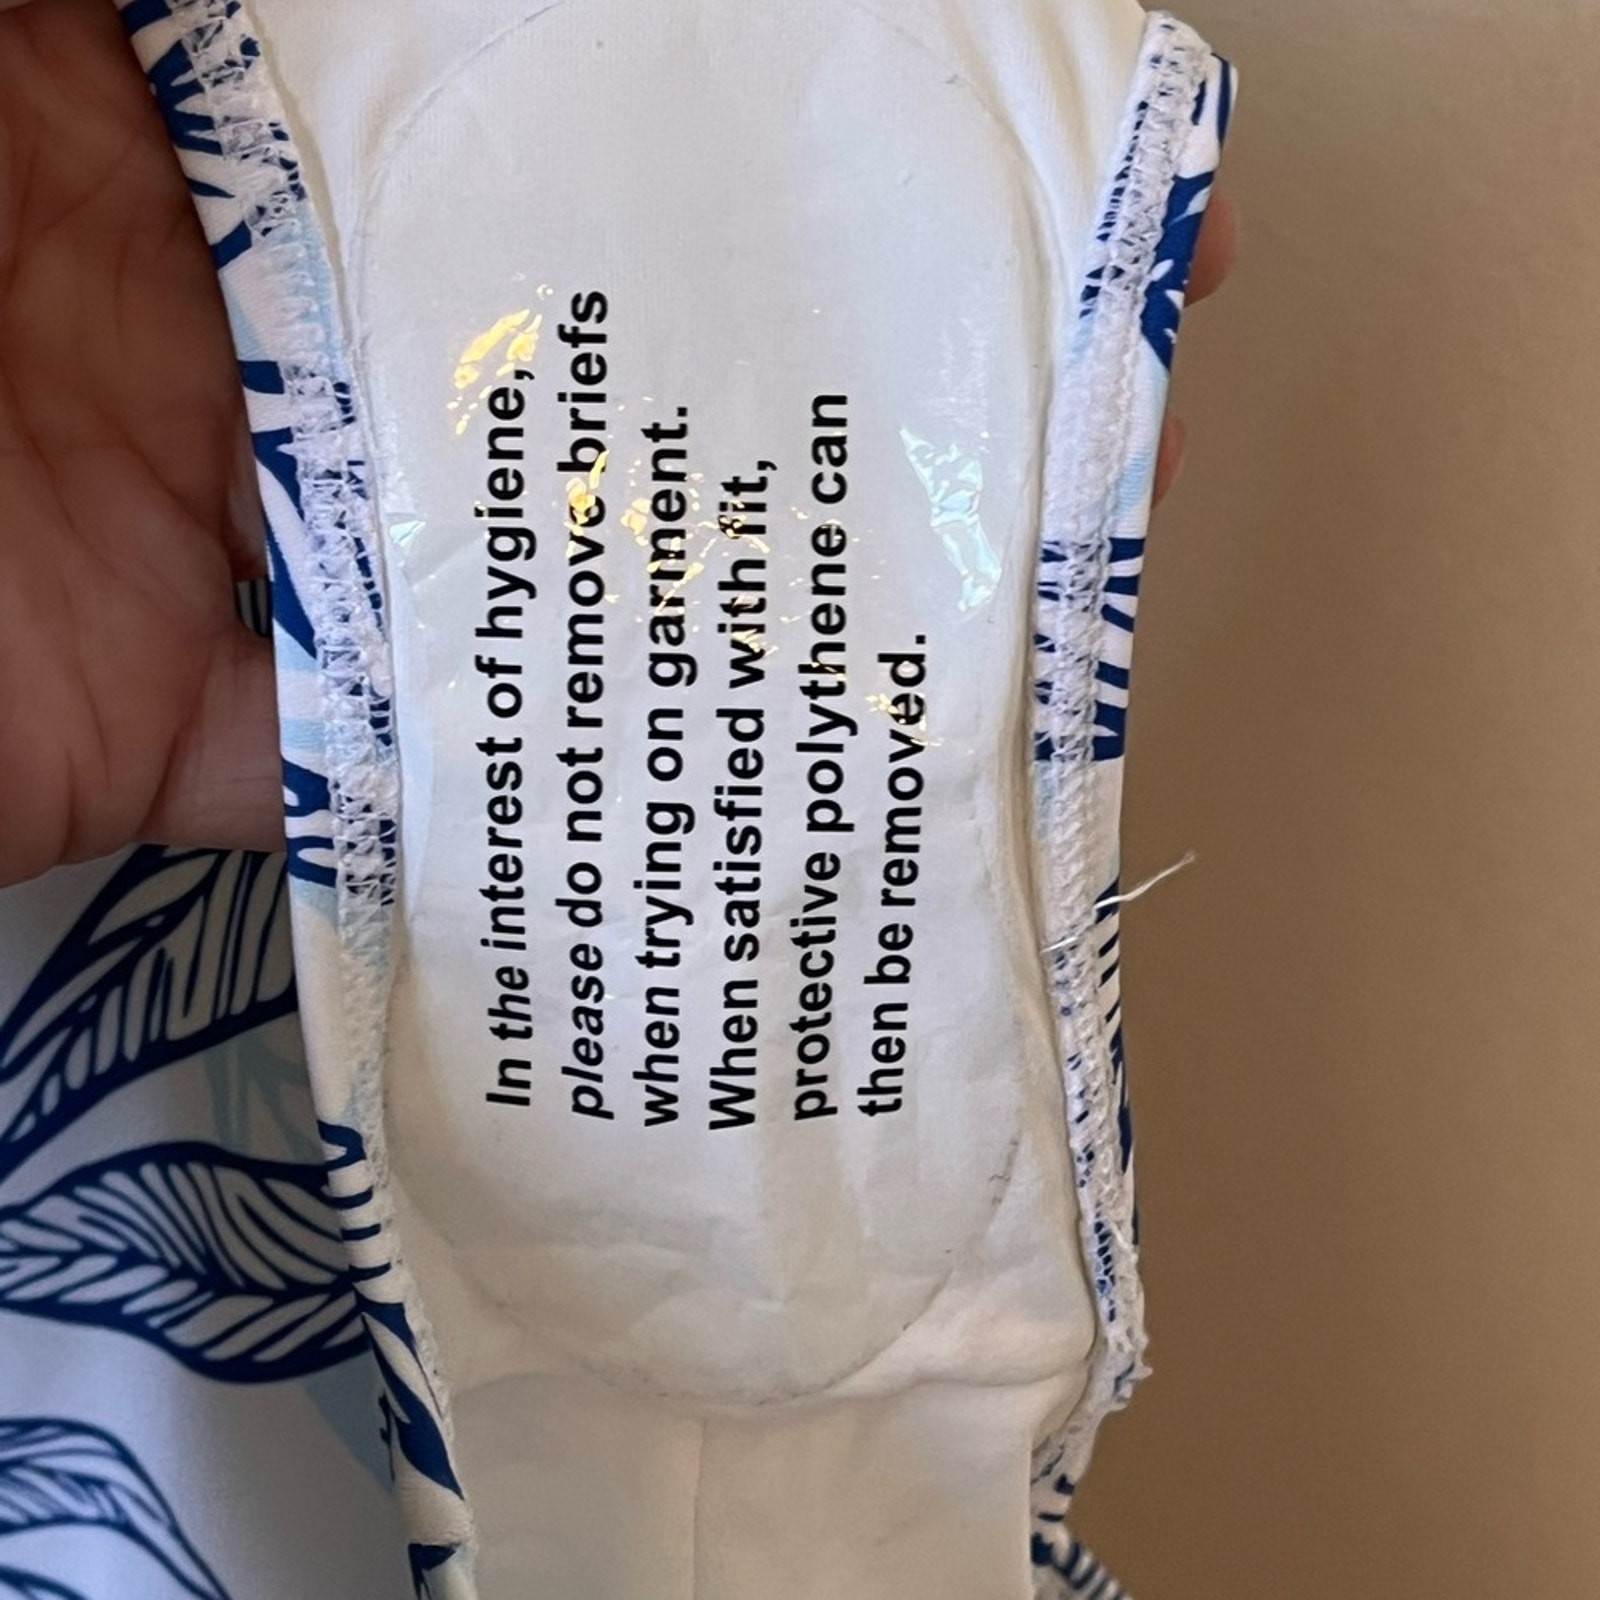 In the interest of hygiene,
please do not remove briefs
when trying on garment.
When satisfied with fit,
protective polythene can
then be removed.